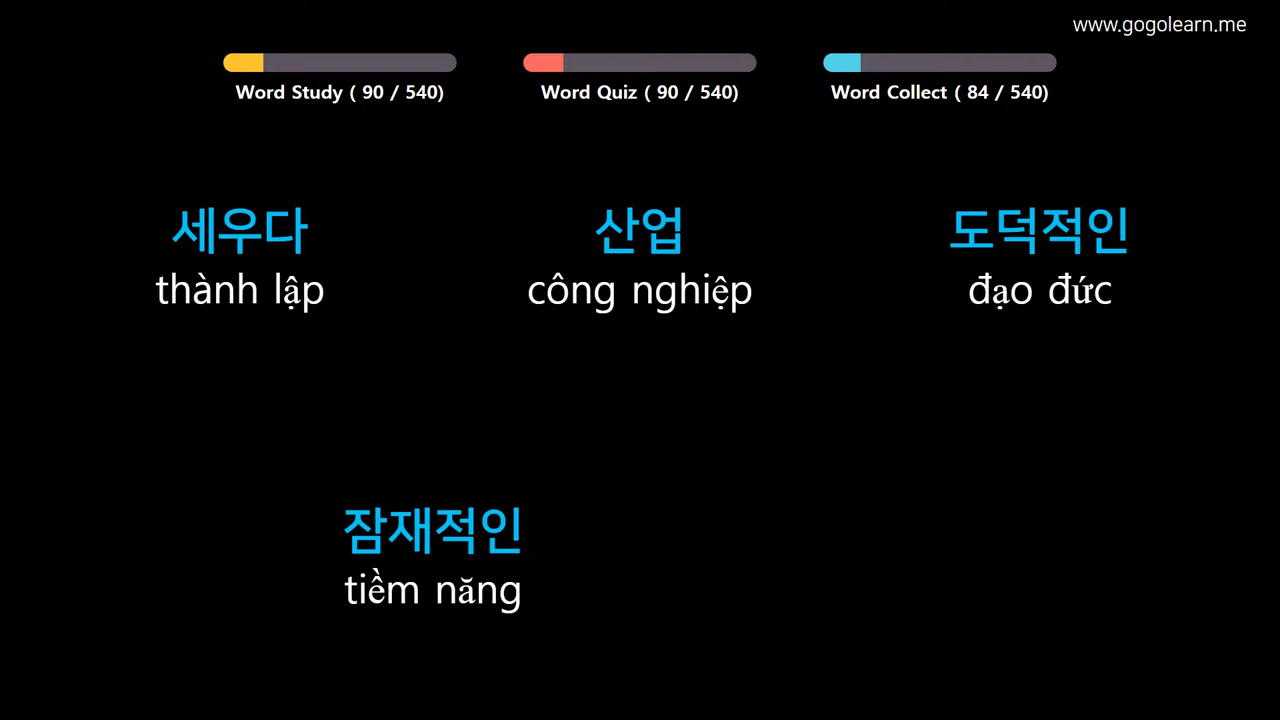 www.gogolearn.me
Word Study ( 90 / 540)
Word Quiz ( 90 / 540)
Word Collect ( 84 / 540)
세우다
thành lập
산업
công nghiệp
도덕적인
đạo đức
잠재적인
tiềm năng